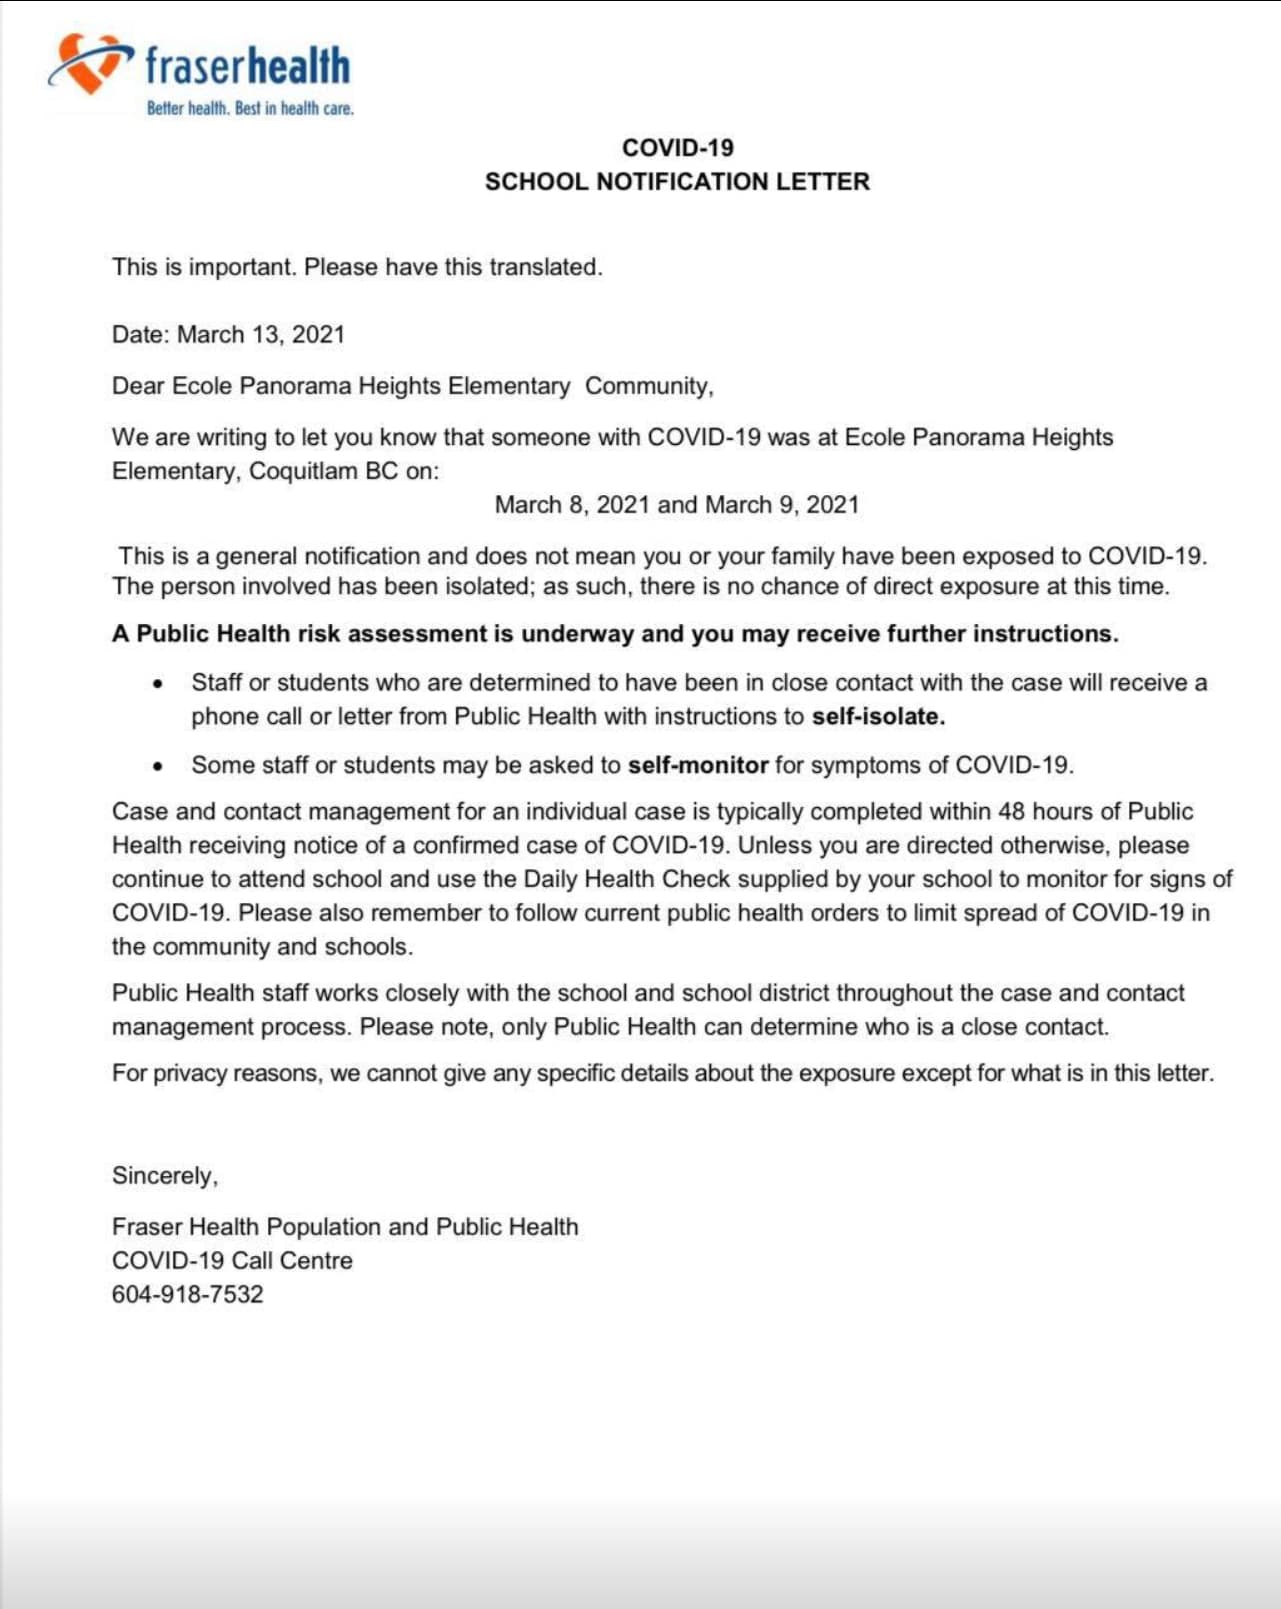 fraserhealth
Better health. Best in health care.
COVID-19
SCHOOL NOTIFICATION LETTER
This is important. Please have this translated.
Date: March 13, 2021
Dear Ecole Panorama Heights Elementary  Community,
We are writing to let you know that someone with COVID-19 was at Ecole Panorama Heights
Elementary, Coquitlam BC on:
March 8, 2021 and March 9, 2021
This is a general notification and does not mean you or your family have been exposed to COVID-19.
The person involved has been isolated; as such, there is no chance of direct exposure at this time.
A Public Health risk assessment is underway and you may receive further instructions.
• Staff or students who are determined to have been in close contact with the case will receive a
phone call or letter from Public Health with instructions to self-isolate.
• Some staff or students may be asked to self-monitor for symptoms of COVID-19.
Case and contact management for an individual case is typically completed within 48 hours of Public
Health receiving notice of a confirmed case of COVID-19. Unless you are directed otherwise, please
continue to attend school and use the Daily Health Check supplied by your school to monitor for signs of
COVID-19. Please also remember to follow current public health orders to limit spread of COVID-19 in
the community and schools.
Public Health staff works closely with the school and school district throughout the case and contact
management process. Please note, only Public Health can determine who is a close contact.
For privacy reasons, we cannot give any specific details about the exposure except for what is in this letter.
Sincerely,
Fraser Health Population and Public Health
COVID-19 Call Centre
604-918-7532